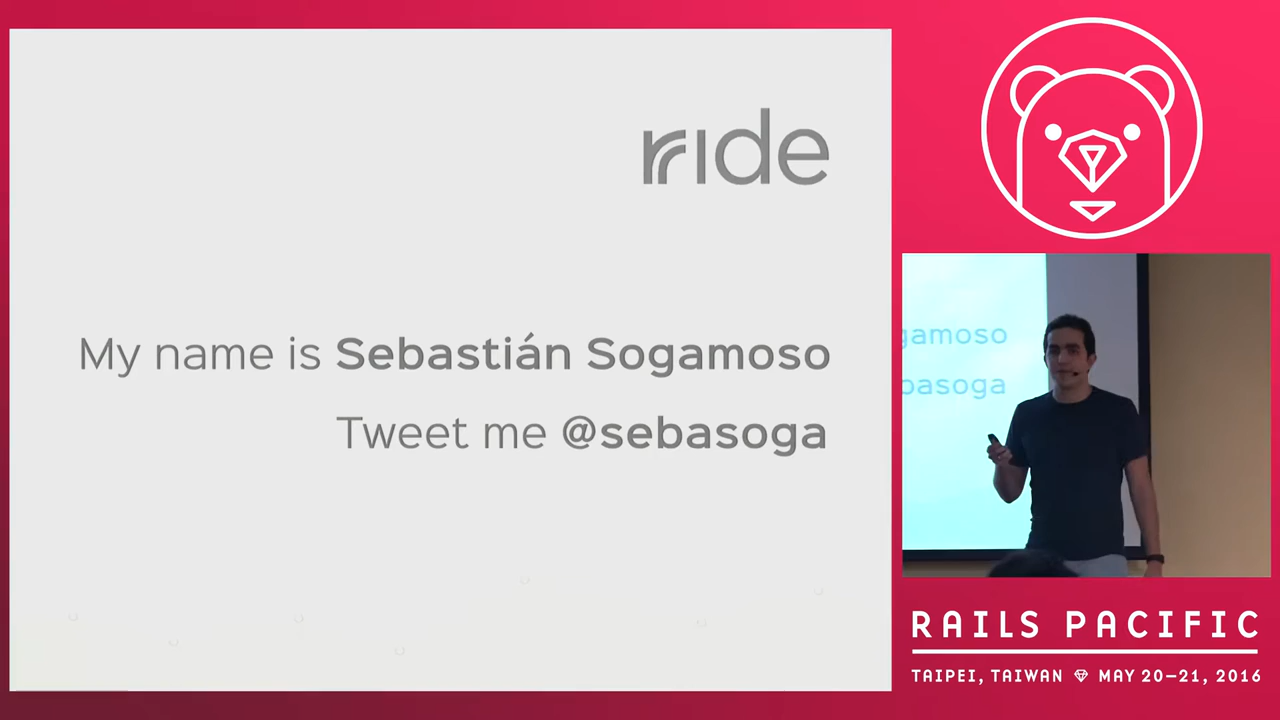 ride
My name is Sebastián Sogamoso
Tweet me @sebasoga
gamoso
basoga
RAILS PACIFIC
TAIPEI, TAIWAN MAY 20-21, 2016